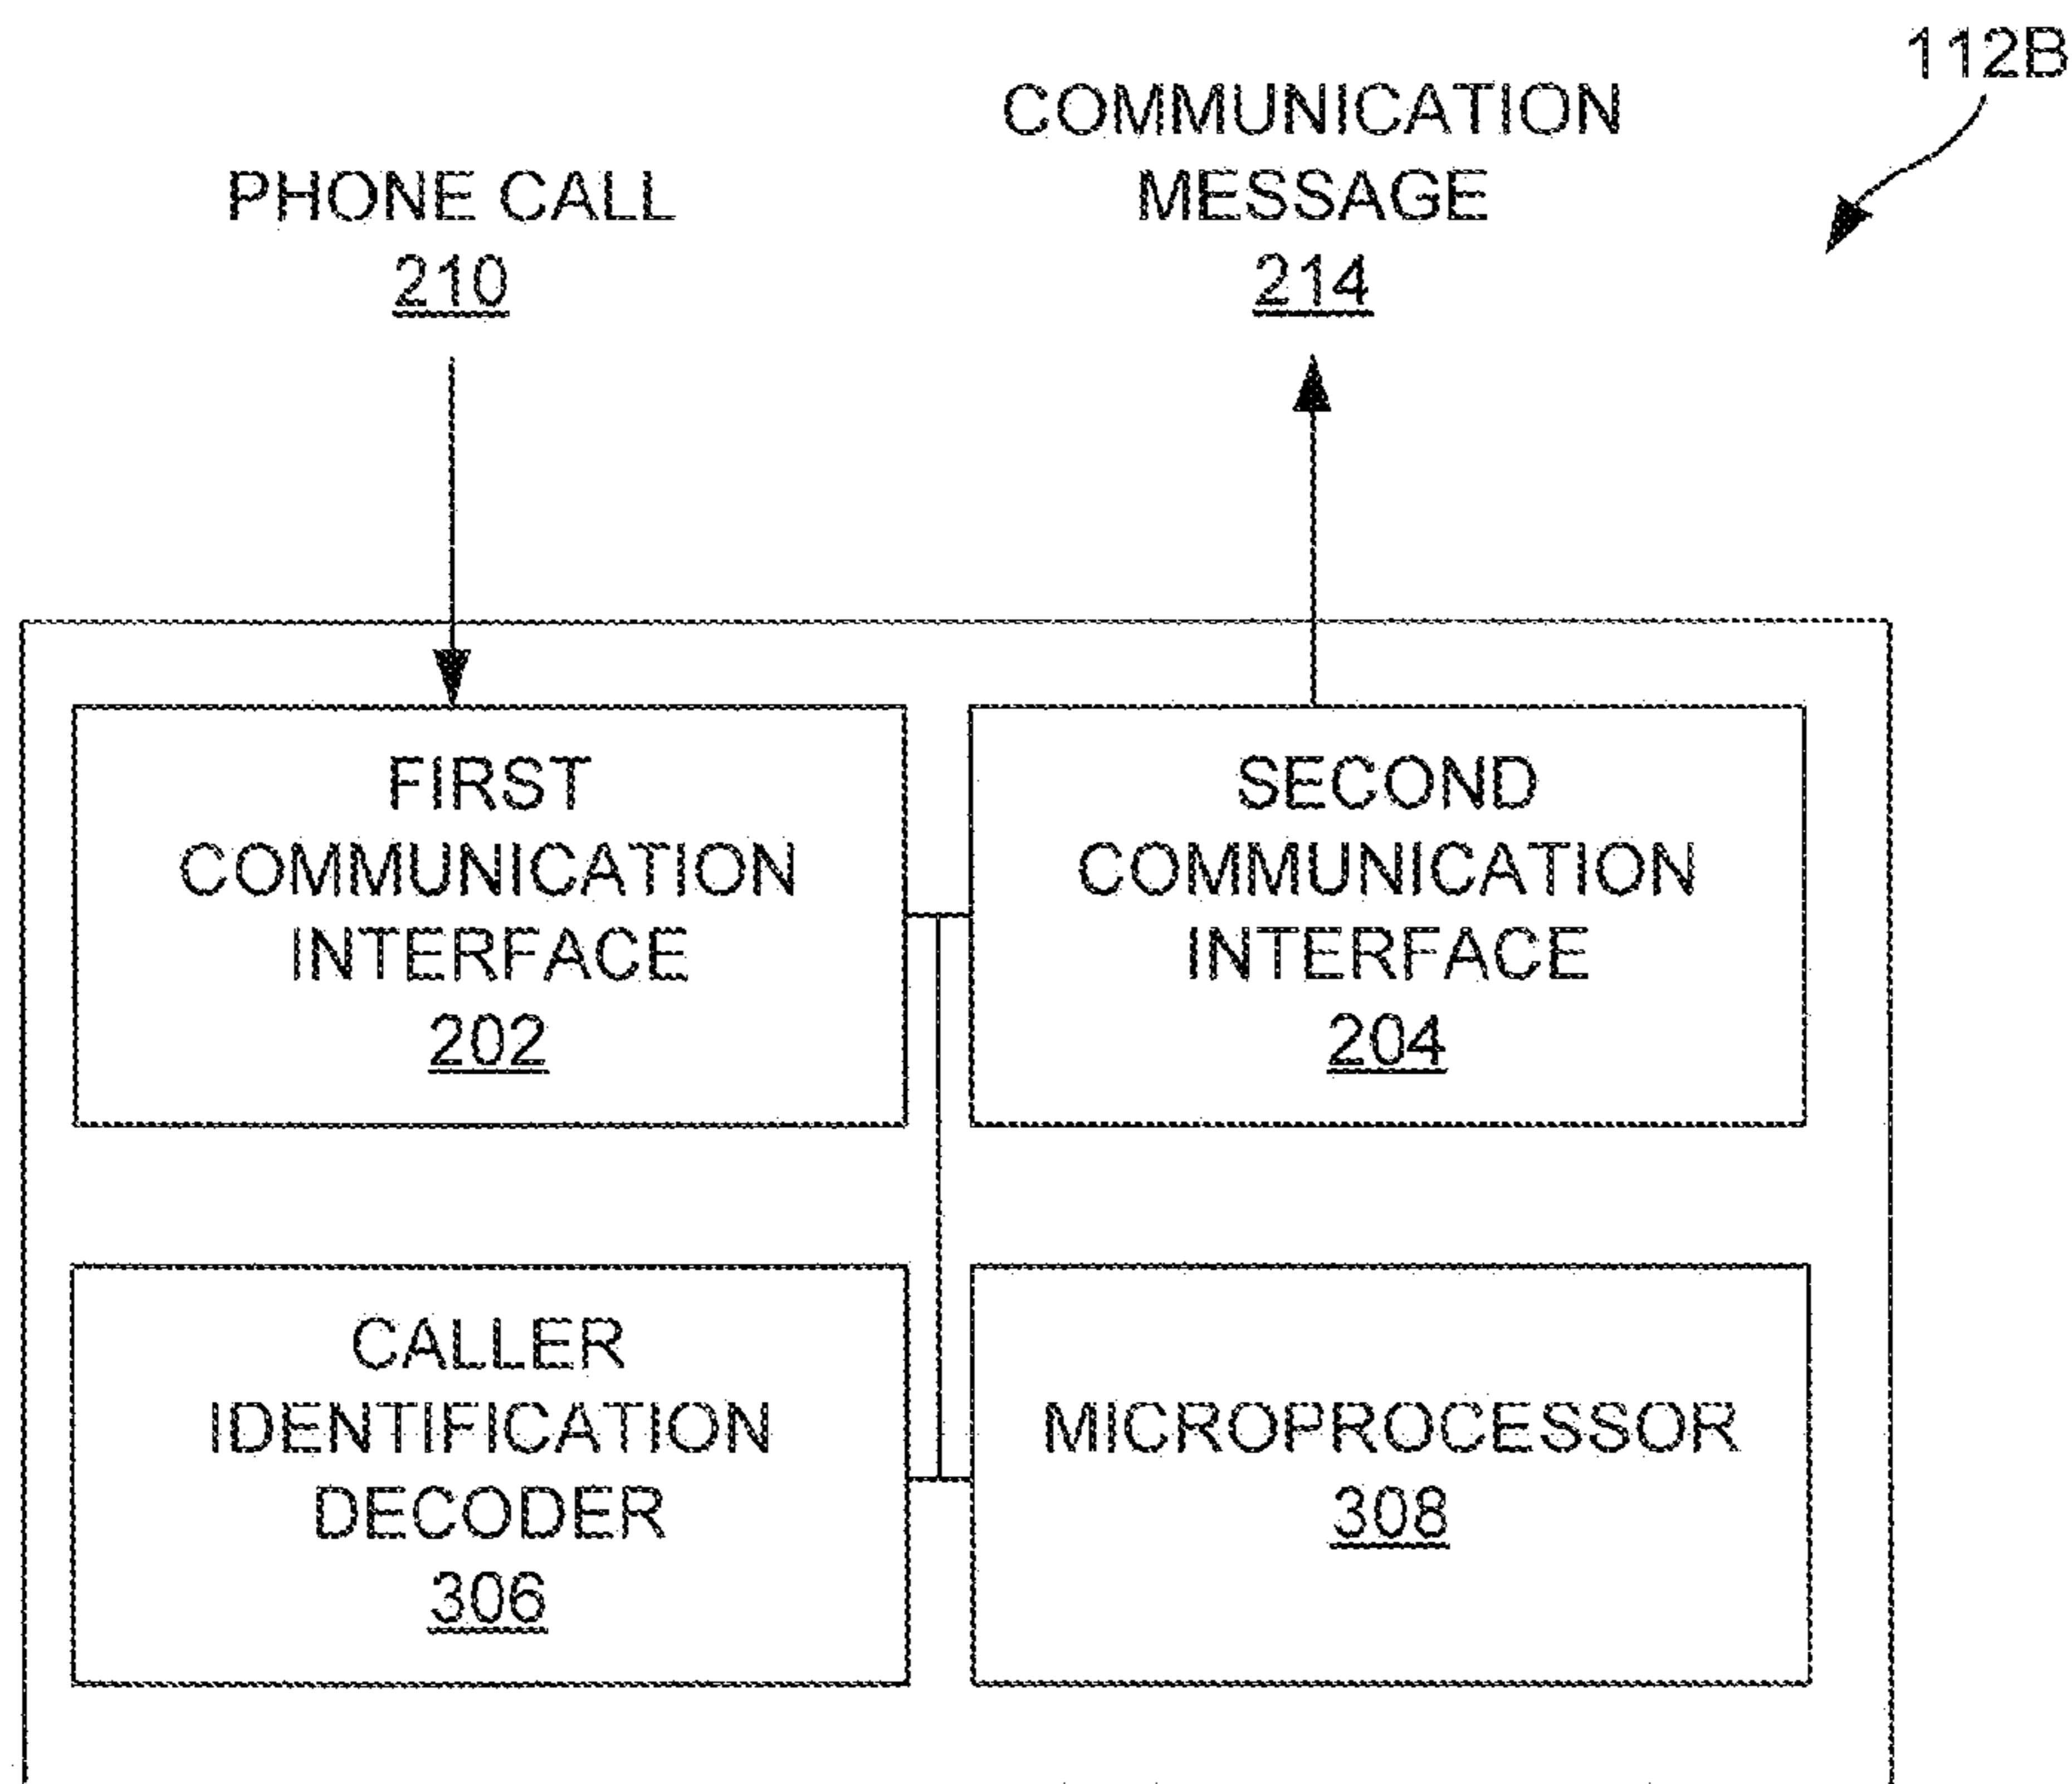 112B
PHONE CALL
210
COMMUNICATION
MESSAGE
214
FIRST
COMMUNICATION
INTERFACE
202
SECOND
COMMUNICATION
INTERFACE
204
CALLER
IDENTIFICATION
DECODER
306
MICROPROCESSOR
308